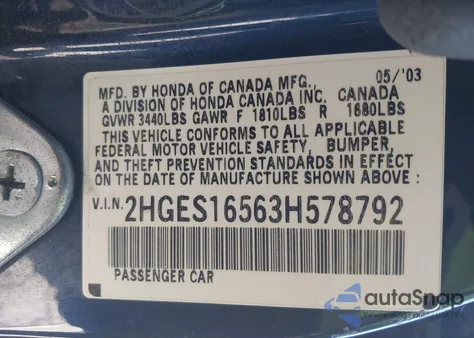 MFD. BY HONDA OF CANADA MFG., 05/'03
A DIVISION OF HONDA CANADA INC, CANADA
GVWR 3440LBS GAWR F 1810LBS R 1680LBS
THIS VEHICLE CONFORMS TO ALL APPLICABLE
FEDERAL MOTOR VEHICLE SAFETY, BUMPER,
AND THEFT PREVENTION STANDARDS IN EFFECT
ON THE DATE OF MANUFACTURE SHOWN ABOVE :
V.I.N. 2HGES16563H578792
PASSENGER CAR
autoSnap